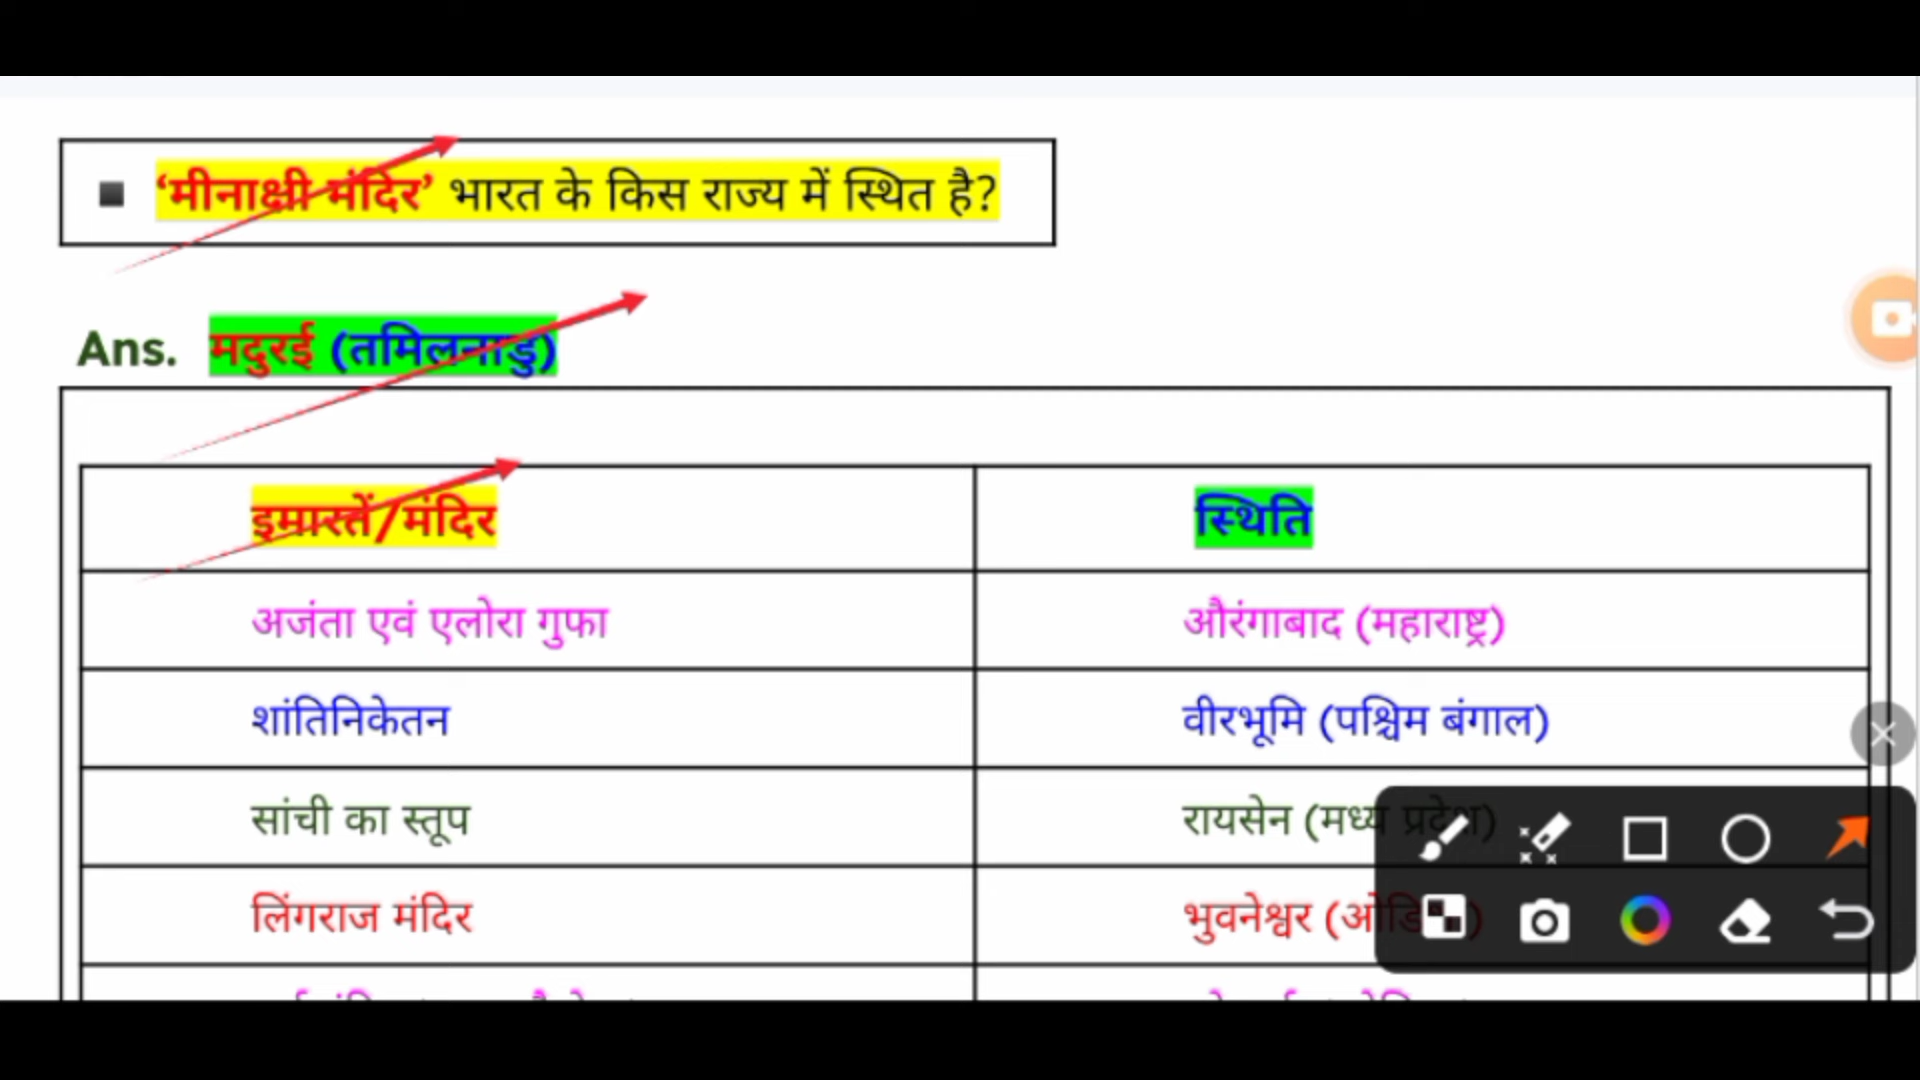 ▪ ‘मीनाक्षी मंदिर’ भारत के किस राज्य में स्थित है?
Ans. मदुरई (तमिलनाडु)
इमारतें/मंदिर स्थिति
अजंता एवं एलोरा गुफा औरंगाबाद (महाराष्ट्र)
शांतिनिकेतन वीरभूमि (पश्चिम बंगाल)
सांची का स्तूप रायसेन (मध्य प्रदेश)
लिंगराज मंदिर भुवनेश्वर